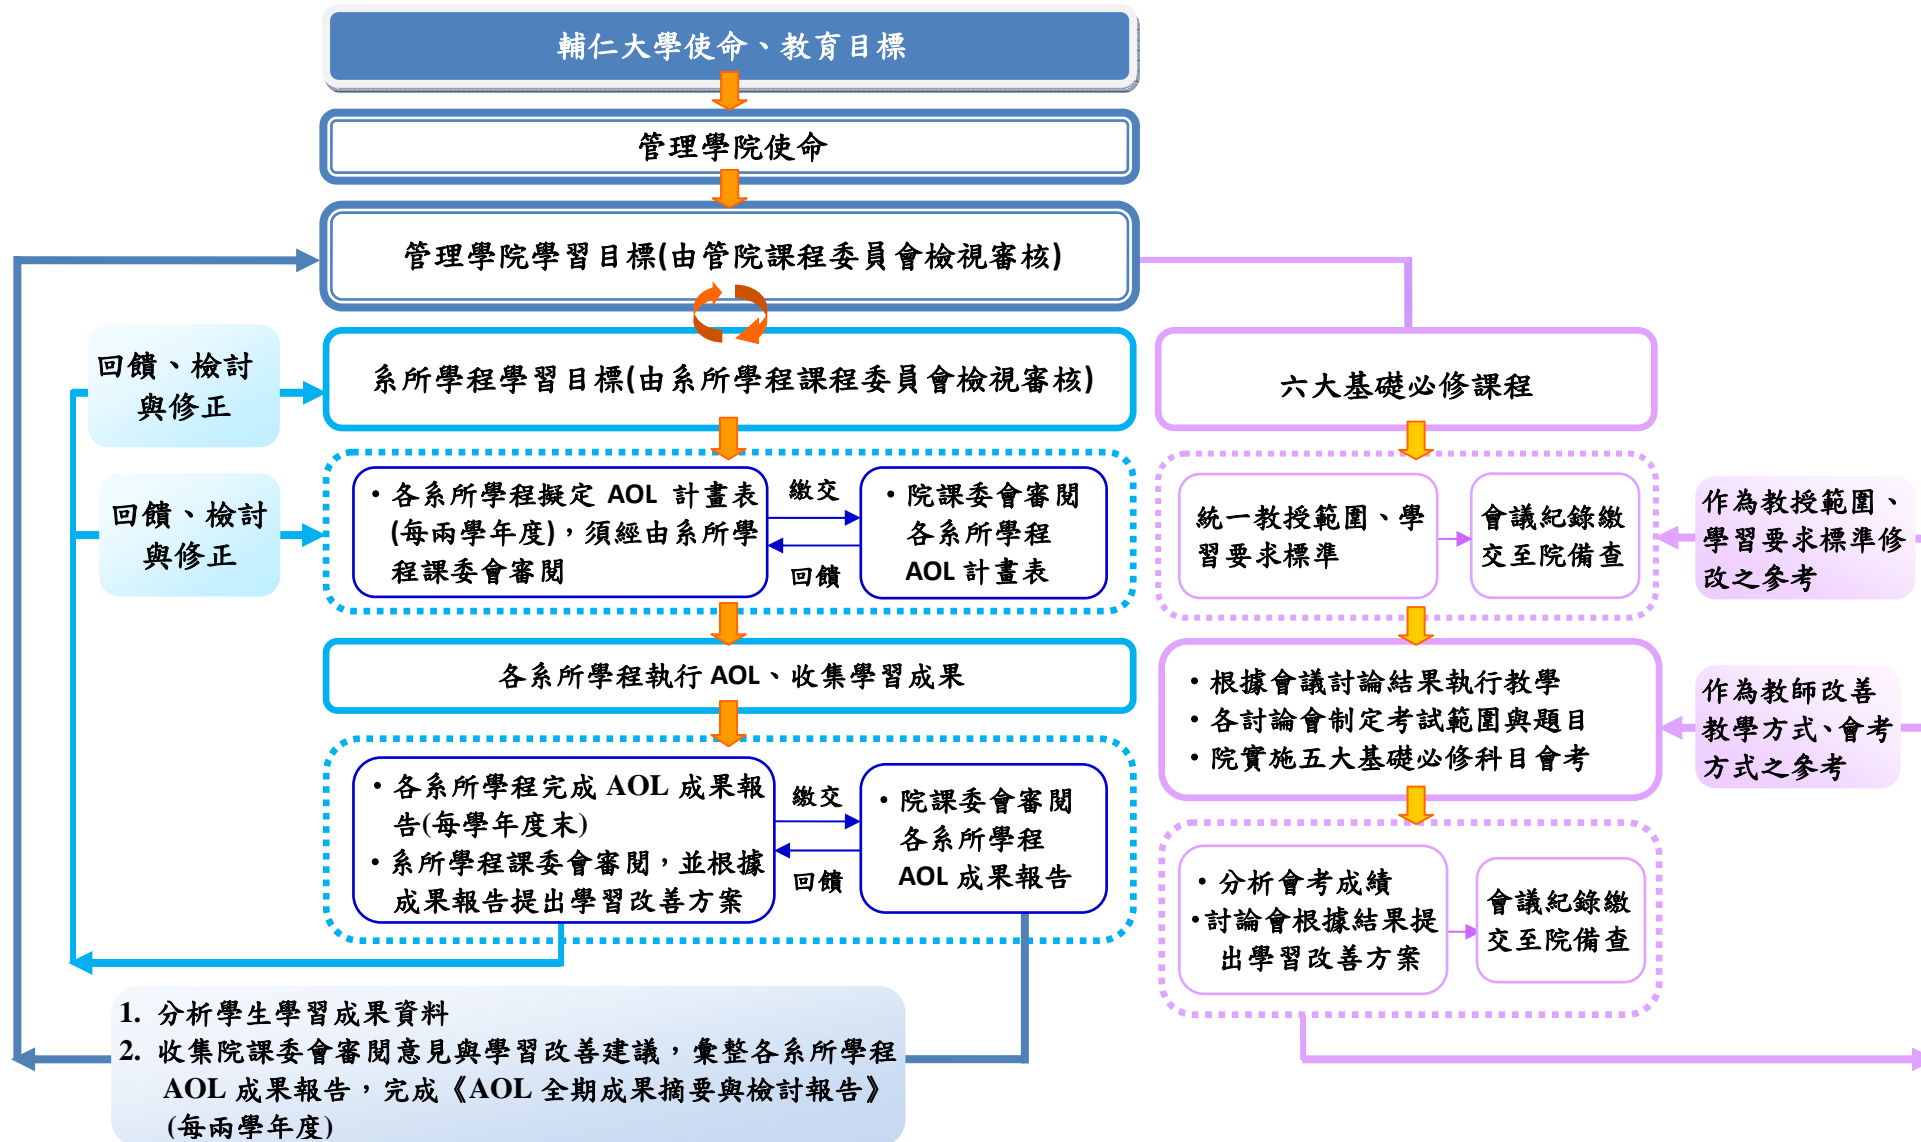 輔仁大學使命、教育目標
管理學院使命
管理學院學習目標(由管院課程委員會檢視審核)
回饋、檢討
與修正
系所學程學習目標(由系所學程課程委員會檢視審核)
六大基礎必修課程
回饋、檢討
與修正
•各系所學程擬定 AOL 計畫表
(每兩學年度)，須經由系所學
程課委會審閱
繳交
回饋
•院課委會審閱
各系所學程
AOL 計畫表
統一教授範圍、學
習要求標準
會議紀錄繳
交至院備查
作為教授範圍、
學習要求標準修
改之參考
各系所學程執行 AOL、收集學習成果
•根據會議討論結果執行教學
•各討論會制定考試範圍與題目
•院實施五大基礎必修科目會考
作為教師改善
教學方式、會考
方式之參考
•各系所學程完成 AOL 成果報
告(每學年度末)
•系所學程課委會審閱，並根據
成果報告提出學習改善方案
繳交
回饋
•院課委會審閱
各系所學程
AOL 成果報告
•分析會考成績
•討論會根據結果提
出學習改善方案
會議紀錄繳
交至院備查
1. 分析學生學習成果資料
2. 收集院課委會審閱意見與學習改善建議，彙整各系所學程
AOL 成果報告，完成《AOL 全期成果摘要與檢討報告》
(每兩學年度)